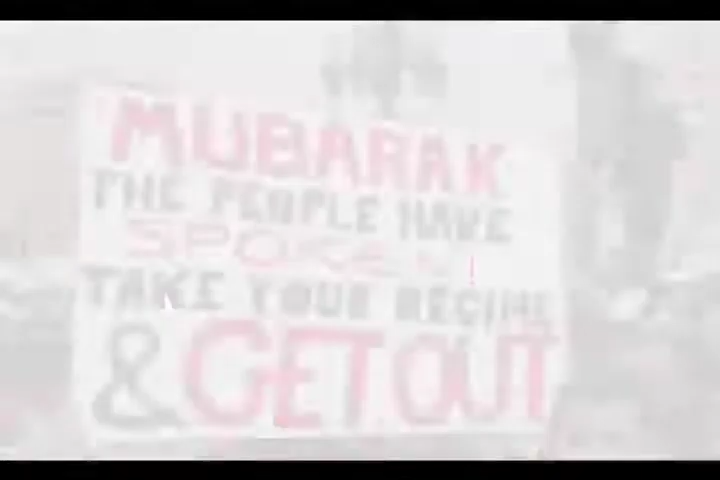 MUBARAK
THE PEOPLE HAVE
SPOKEN!
TAKE YOUR REGIME
& GET OUT